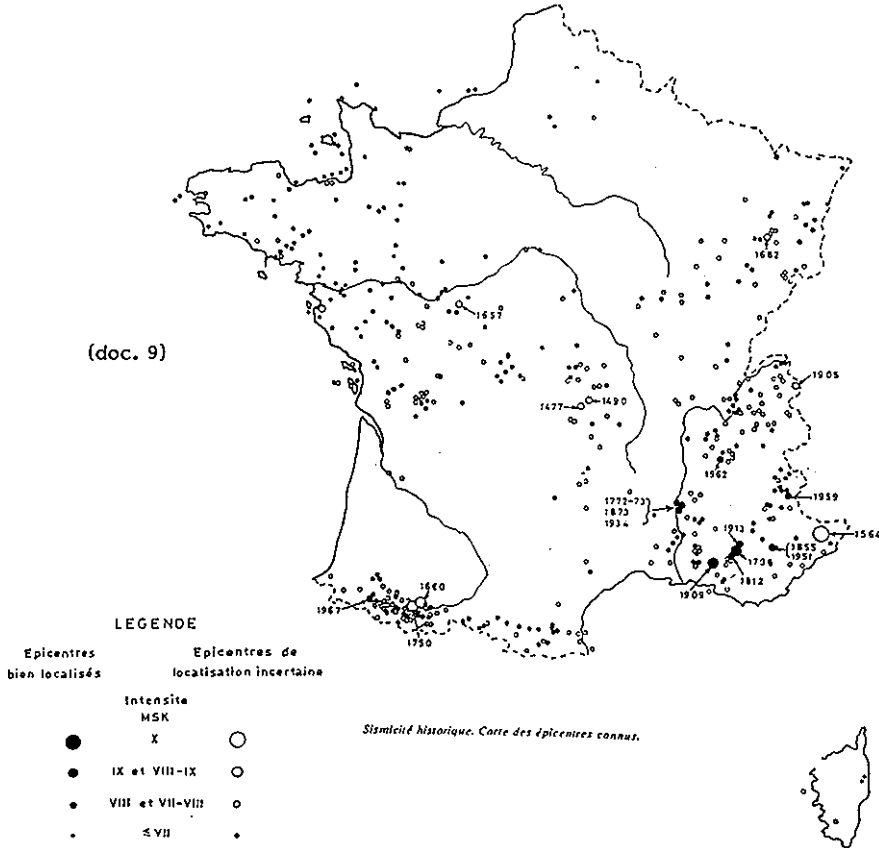 1682
1657
(doc. 9)
1905
1490
1477
1962
1772-73
1873
1934
1959
1564
1913
1855
1951
1812
1909
1660
1967
1750
LEGENDE
Epicentres bien localisés
Epicentres de localisation incertaine
Intensite
MSK
X
IX et VIII-IX
VIII et VII-VIII
≤ VII
Sismicité historique. Carte des épicentres connus.